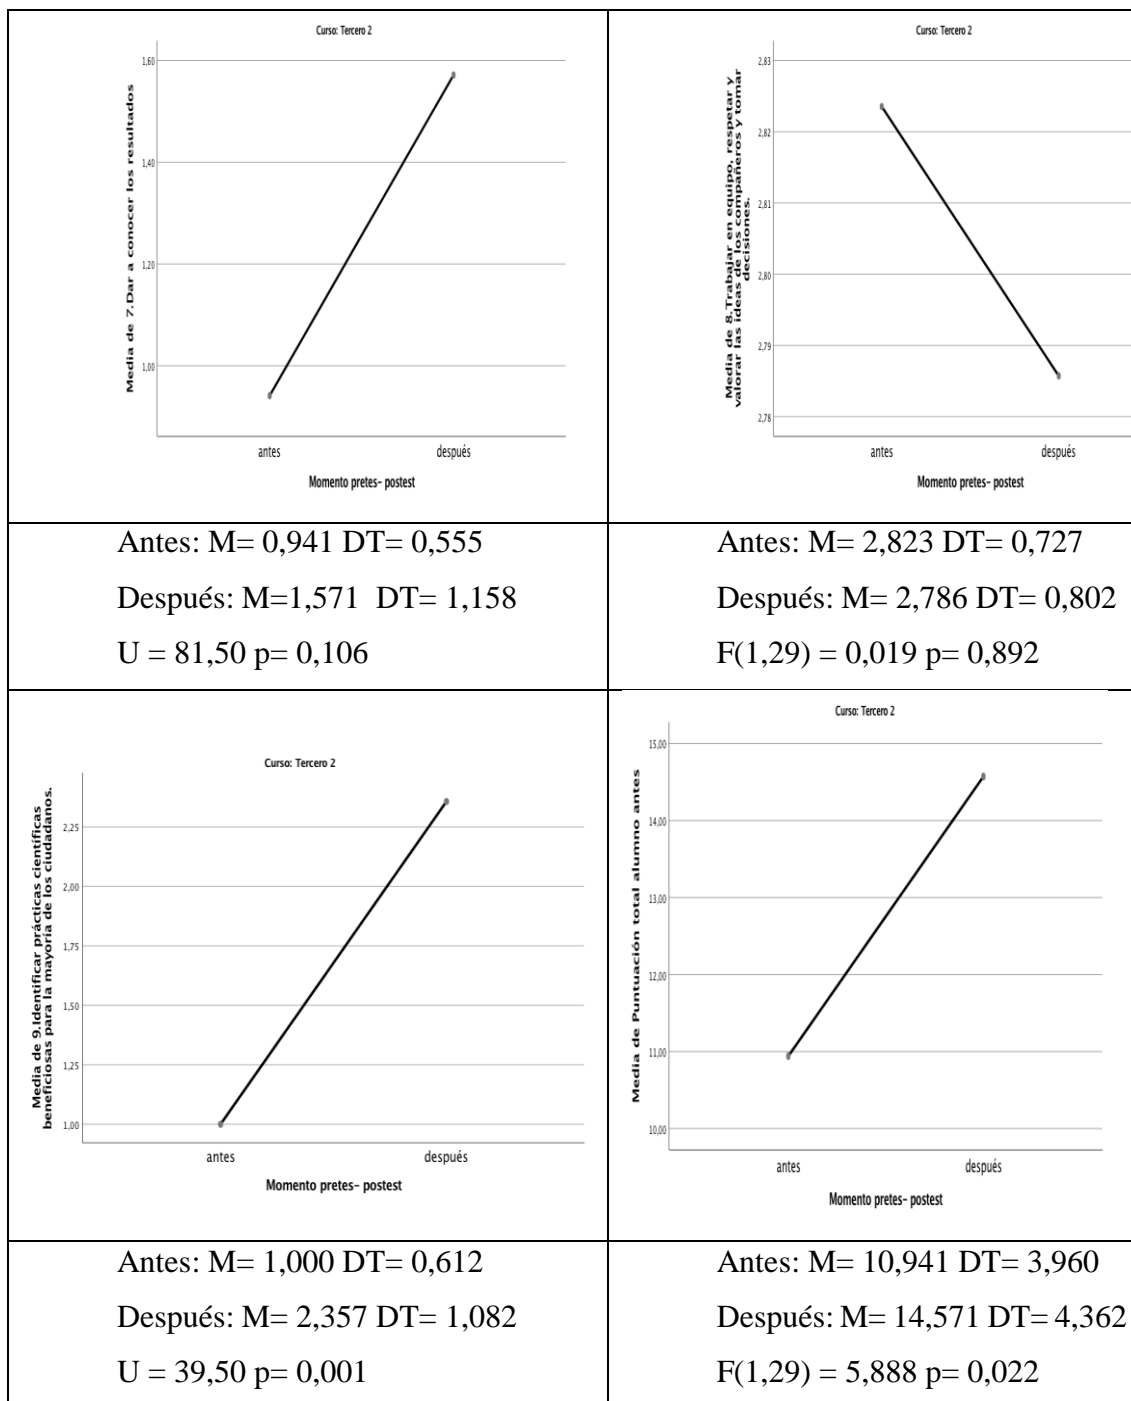 Curso: Tercero 2
Media de 7.Dar a conocer los resultados
1,60
1,40
1,20
1,00
antes
después
Momento pretes- postest
Curso: Tercero 2
Media de 8.Trabajar en equipo, respetar y
valorar las ideas de los compañeros y tomar
decisiones.
2,83
2,82
2,81
2,80
2,79
2,78
antes
después
Momento pretes- postest
Antes: M= 0,941 DT= 0,555
Después: M=1,571 DT= 1,158
U = 81,50 p= 0,106
Antes: M= 2,823 DT= 0,727
Después: M= 2,786 DT= 0,802
F(1,29) = 0,019 p= 0,892
Curso: Tercero 2
Media de 9.Identificar prácticas científicas
beneficiosas para la mayoría de los ciudadanos.
2,25
2,00
1,75
1,50
1,25
1,00
antes
después
Momento pretes- postest
Curso: Tercero 2
Media de Puntuación total alumno antes
15,00
14,00
13,00
12,00
11,00
10,00
antes
después
Momento pretes- postest
Antes: M= 1,000 DT= 0,612
Después: M= 2,357 DT= 1,082
U = 39,50 p= 0,001
Antes: M= 10,941 DT= 3,960
Después: M= 14,571 DT= 4,362
F(1,29) = 5,888 p= 0,022